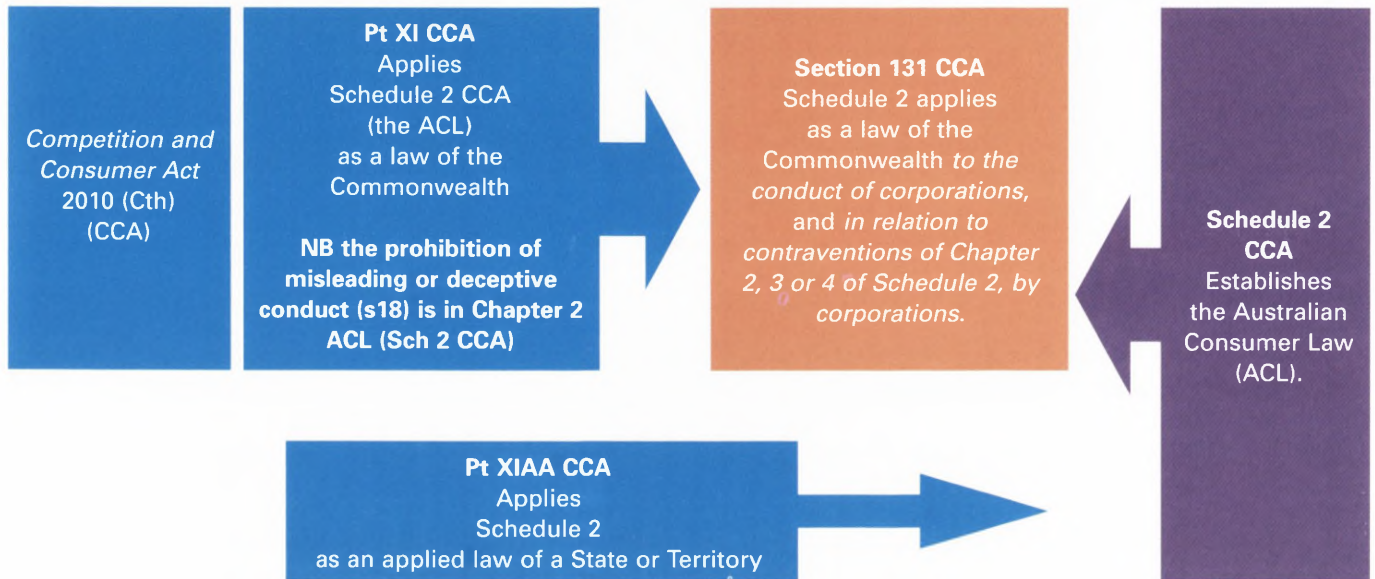 Competition and
Consumer Act
2010 (Cth)
(CCA)
Pt XI CCA
Applies
Schedule 2 CCA
(the ACL)
as a law of the
Commonwealth
NB the prohibition of
misleading or deceptive
conduct (s18) is in Chapter 2
ACL (Sch 2 CCA)
Section 131 CCA
Schedule 2 applies
as a law of the
Commonwealth to the
conduct of corporations,
and in relation to
contraventions of Chapter
2, 3 or 4 of Schedule 2, by
corporations.
Schedule 2
CCA
Establishes
the Australian
Consumer Law
(ACL).
Pt XIAA CCA
Applies
Schedule 2
as an applied law of a State or Territory